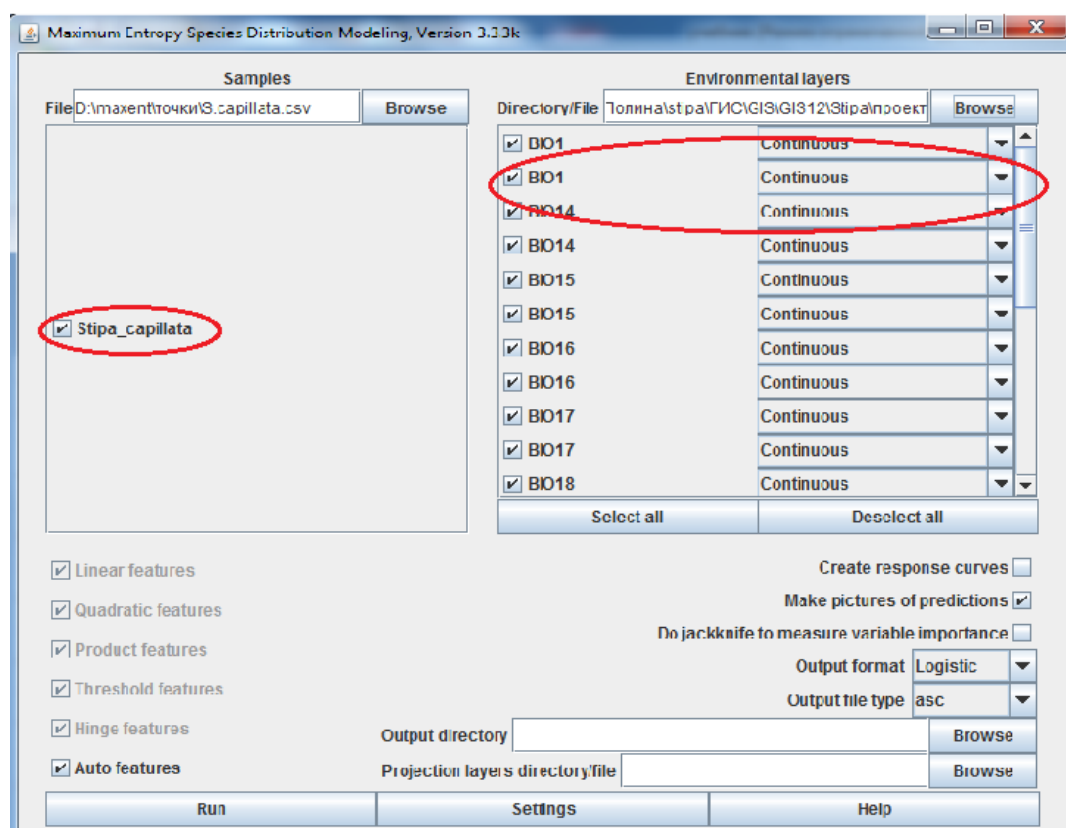 Maximum Entropy Species Distribution Modeling, Version 3.3.3k
Samples
Environmental layers
File D:\maxent\точки\S.capillata.csv Browse
Directory/File Полина\stipa\ГИС\GIS\GIS12\Stipa\проект Browse
BIO1 Continuous
BIO1 Continuous
BIO14 Continuous
BIO14 Continuous
BIO15 Continuous
BIO15 Continuous
Stipa_capillata
BIO16 Continuous
BIO16 Continuous
BIO17 Continuous
BIO17 Continuous
BIO18 Continuous
Select all Deselect all
Linear features
Create response curves
Quadratic features
Make pictures of predictions
Do jackknife to measure variable importance
Product features
Output format Logistic
Threshold features
Output file type asc
Hinge features
Output directory Browse
Auto features
Projection layers directory/file Browse
Run Settings Help